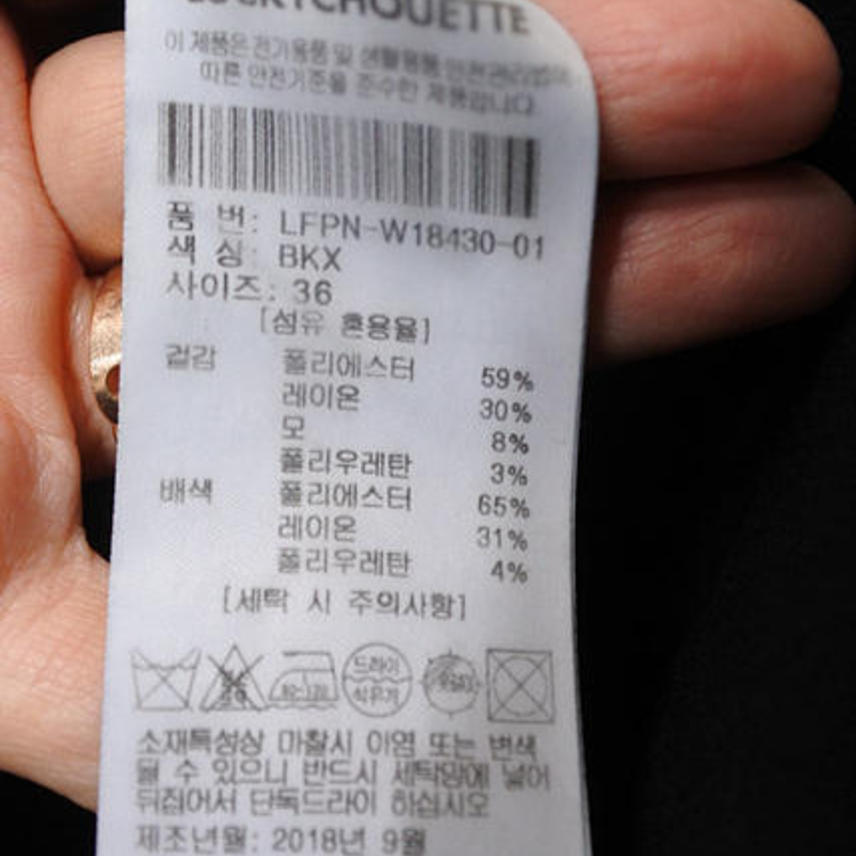 LUCKYCHOUETTE
이 제품은 전기용품 및 생활용품 안전관리법에
따른 안전기준을 준수한 제품입니다.
품 번: LFPN-W18430-01
색 상: BKX
사이즈: 36
[섬유 혼용율]
겉감 폴리에스터 59%
레이온 30%
모 8%
폴리우레탄 3%
배색 폴리에스터 65%
레이온 31%
폴리우레탄 4%
[세탁 시 주의사항]
드라이
석유계
소재특성상 마찰시 이염 또는 변색
될 수 있으니 반드시 세탁망에 넣어
뒤집어서 단독드라이 하십시오
제조년월: 2018년 9월